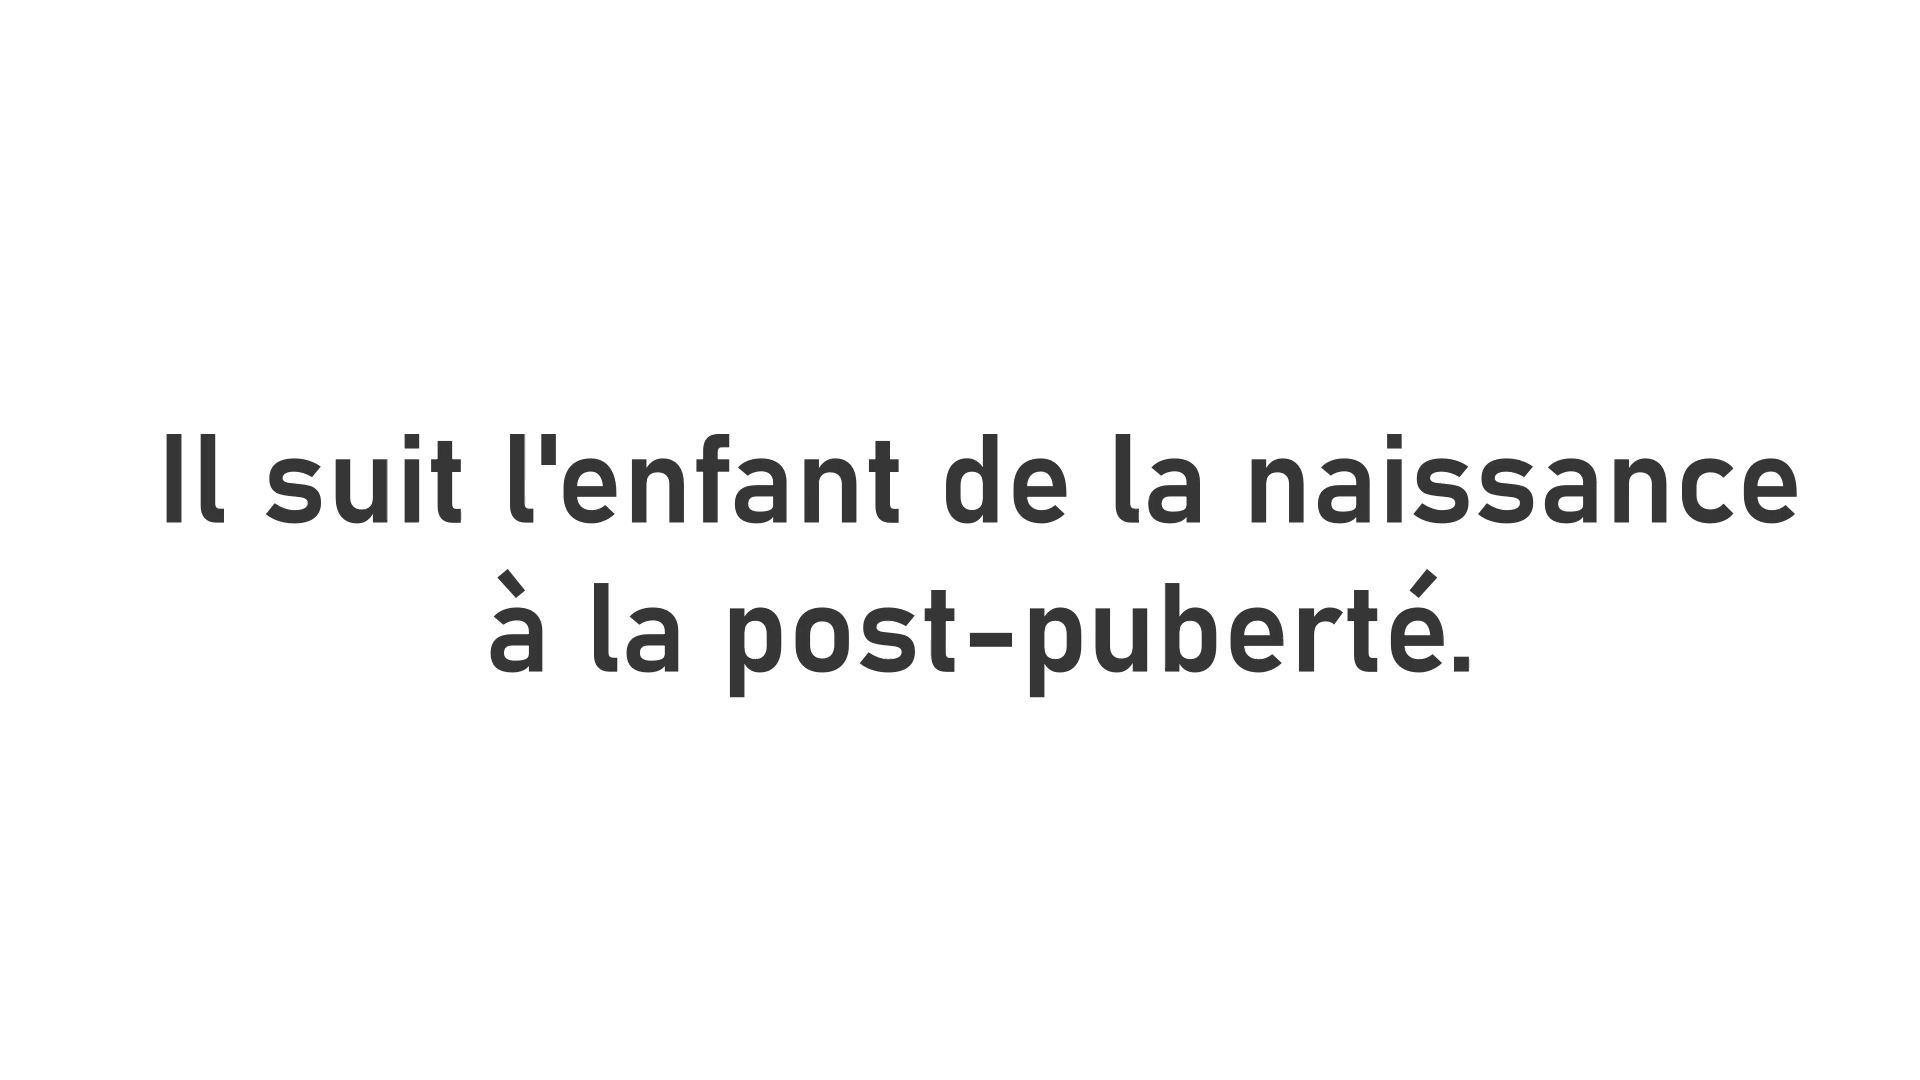 Il suit l'enfant de la naissance
à la post-puberté.